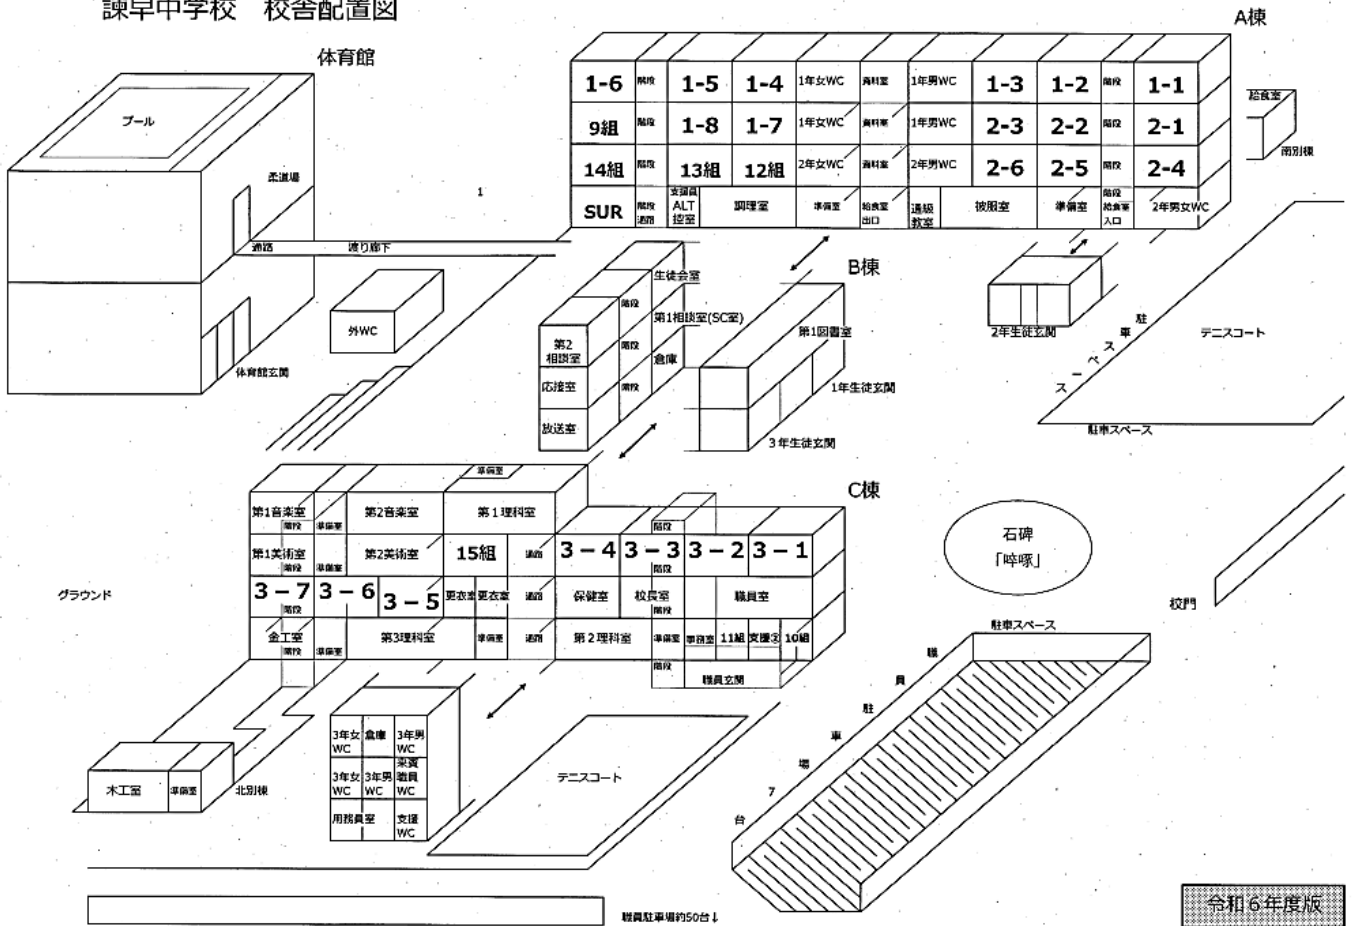 諫早中学校 校舎配置図
A棟
体育館
プール
柔道場
通路
渡り廊下
体育館玄関
外WC
1
1-6 階段 1-5 1-4 1年女WC 資料室 1年男WC 1-3 1-2 階段 1-1
9組 階段 1-8 1-7 1年女WC 資料室 1年男WC 2-3 2-2 階段 2-1
14組 階段 13組 12組 2年女WC 資料室 2年男WC 2-6 2-5 階段 2-4
SUR 階段 通路 支援員 ALT 控室 調理室 準備室 給食室 出口 通級 教室 被服室 準備室 階段 給食室 入口 2年男女WC
給食室
南別棟
B棟
生徒会室
階段
第1相談室(SC室)
階段
倉庫
階段
第2
相談室
応接室
放送室
第1図書室
1年生徒玄関
3年生徒玄関
2年生徒玄関
駐車スペース
テニスコート
駐車スペース
C棟
準備室
第1音楽室 階段 準備室 第2音楽室 第1理科室
第1美術室 階段 準備室 第2美術室 15組 通路 3-4 3-3 階段 3-2 3-1
階段
3-7 階段 3-6 3-5 更衣室 更衣室 通路 保健室 校長室 階段 職員室
金工室 階段 準備室 第3理科室 準備室 通路 第2理科室 準備室 事務室 11組 支援② 10組
階段
職員玄関
石碑
「啐啄」
グラウンド
校門
駐車スペース
職員駐車場7台
木工室 準備室
北別棟
3年女WC 倉庫 3年男WC
3年女WC 3年男WC 来賓職員WC
用務員室 支援WC
テニスコート
職員駐車場約50台↓
令和6年度版